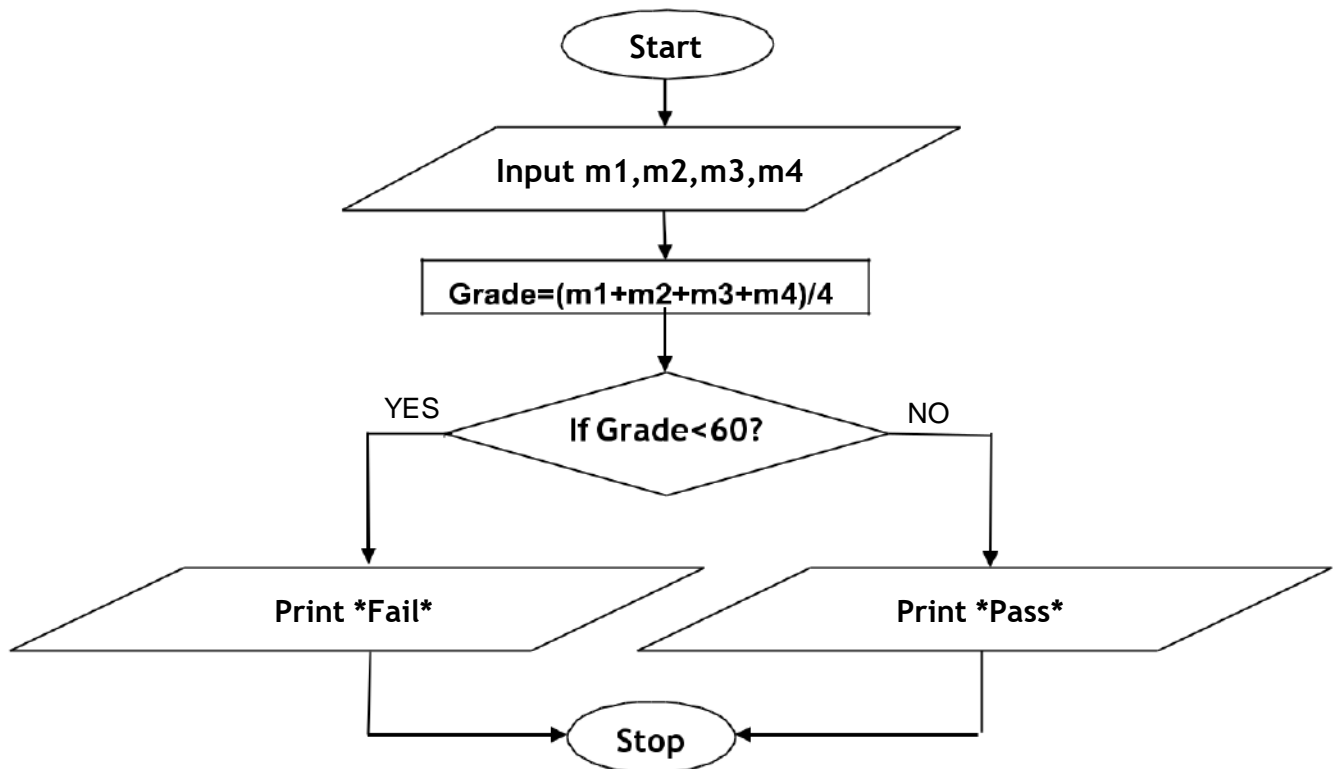 Start
Input m1,m2,m3,m4
Grade=(m1+m2+m3+m4)/4
YES
If Grade<60?
NO
Print *Fail*
Print *Pass*
Stop